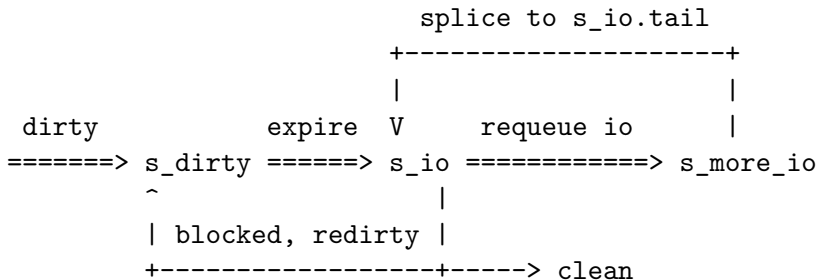 splice to s_io.tail
+----------------------+
| |
dirty expire V requeue io |
=======> s_dirty ======> s_io ============> s_more_io
^ |
| blocked, redirty |
+------------------+-----> clean